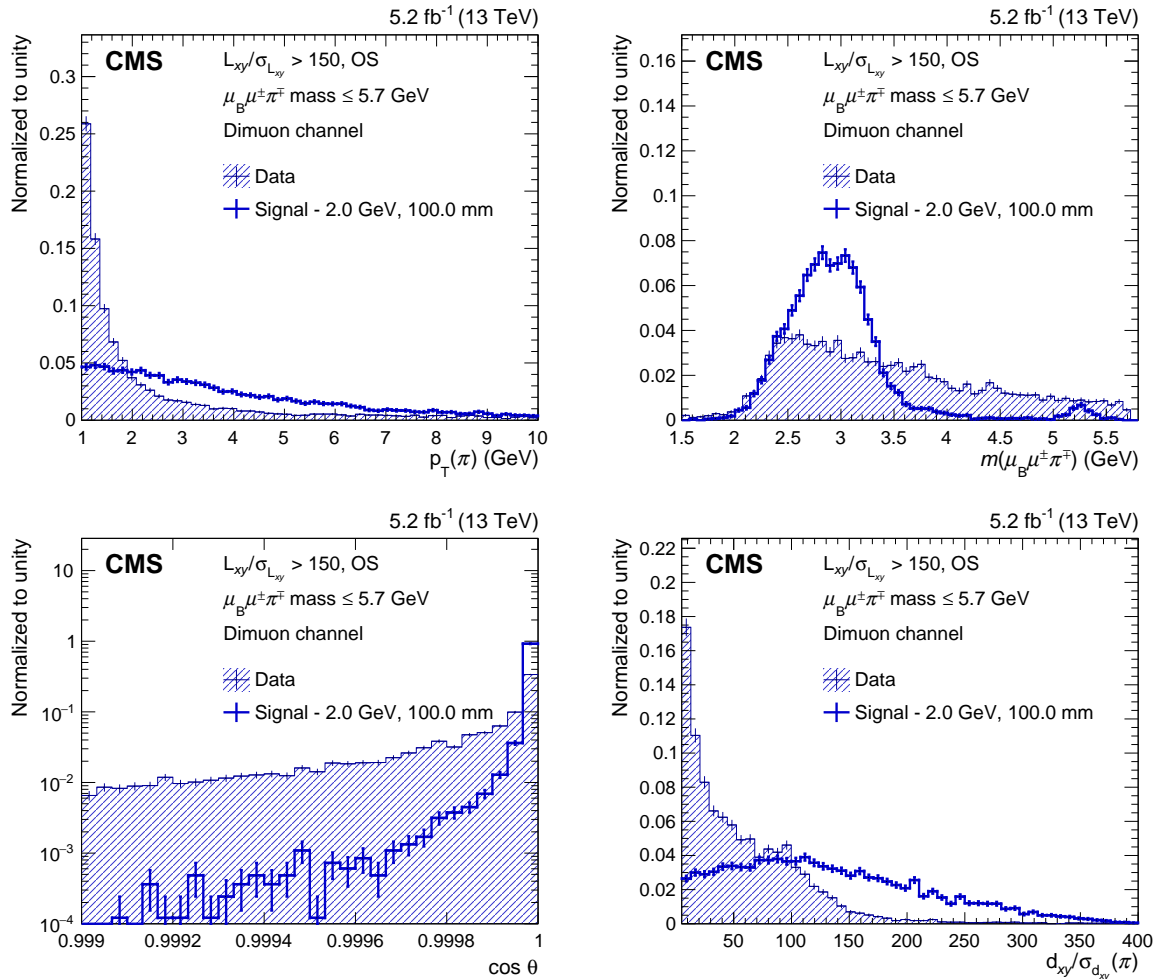 5.2 fb⁻¹ (13 TeV)
CMS
L_xy/σ_L_xy > 150, OS
μ_B μ^± π^∓ mass ≤ 5.7 GeV
Dimuon channel
Data
Signal - 2.0 GeV, 100.0 mm
Normalized to unity
0.3
0.25
0.2
0.15
0.1
0.05
0
1 2 3 4 5 6 7 8 9 10
p_T(π) (GeV)
5.2 fb⁻¹ (13 TeV)
CMS
L_xy/σ_L_xy > 150, OS
μ_B μ^± π^∓ mass ≤ 5.7 GeV
Dimuon channel
Data
Signal - 2.0 GeV, 100.0 mm
Normalized to unity
0.16
0.14
0.12
0.1
0.08
0.06
0.04
0.02
0
1.5 2 2.5 3 3.5 4 4.5 5 5.5
m(μ_B μ^± π^∓) (GeV)
5.2 fb⁻¹ (13 TeV)
CMS
L_xy/σ_L_xy > 150, OS
μ_B μ^± π^∓ mass ≤ 5.7 GeV
Dimuon channel
Data
Signal - 2.0 GeV, 100.0 mm
Normalized to unity
10
1
10⁻¹
10⁻²
10⁻³
10⁻⁴
0.999 0.9992 0.9994 0.9996 0.9998 1
cos θ
5.2 fb⁻¹ (13 TeV)
CMS
L_xy/σ_L_xy > 150, OS
μ_B μ^± π^∓ mass ≤ 5.7 GeV
Dimuon channel
Data
Signal - 2.0 GeV, 100.0 mm
Normalized to unity
0.22
0.2
0.18
0.16
0.14
0.12
0.1
0.08
0.06
0.04
0.02
0
50 100 150 200 250 300 350 400
d_xy/σ_d_xy(π)